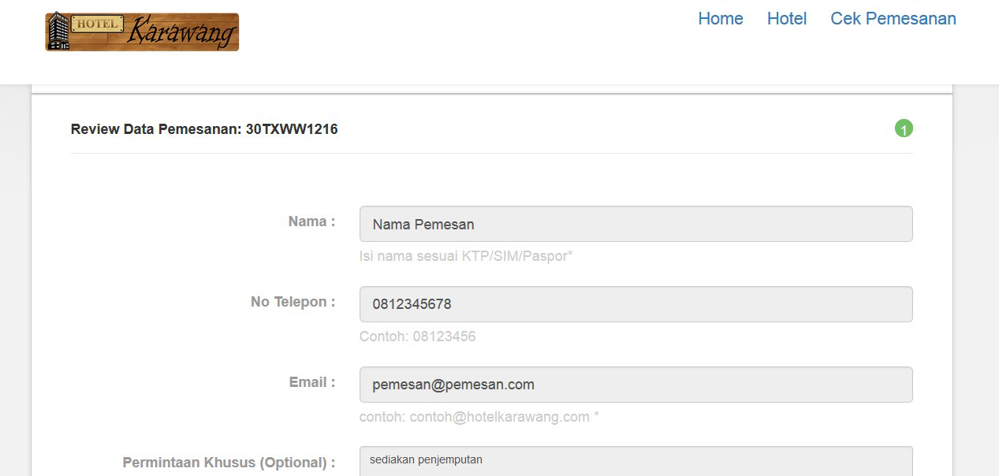 HOTEL Karawang
Home Hotel Cek Pemesanan
Review Data Pemesanan: 30TXWW1216
1
Nama :
Nama Pemesan
Isi nama sesuai KTP/SIM/Paspor*
No Telepon :
0812345678
Contoh: 08123456
Email :
pemesan@pemesan.com
contoh: contoh@hotelkarawang.com *
Permintaan Khusus (Optional) :
sediakan penjemputan